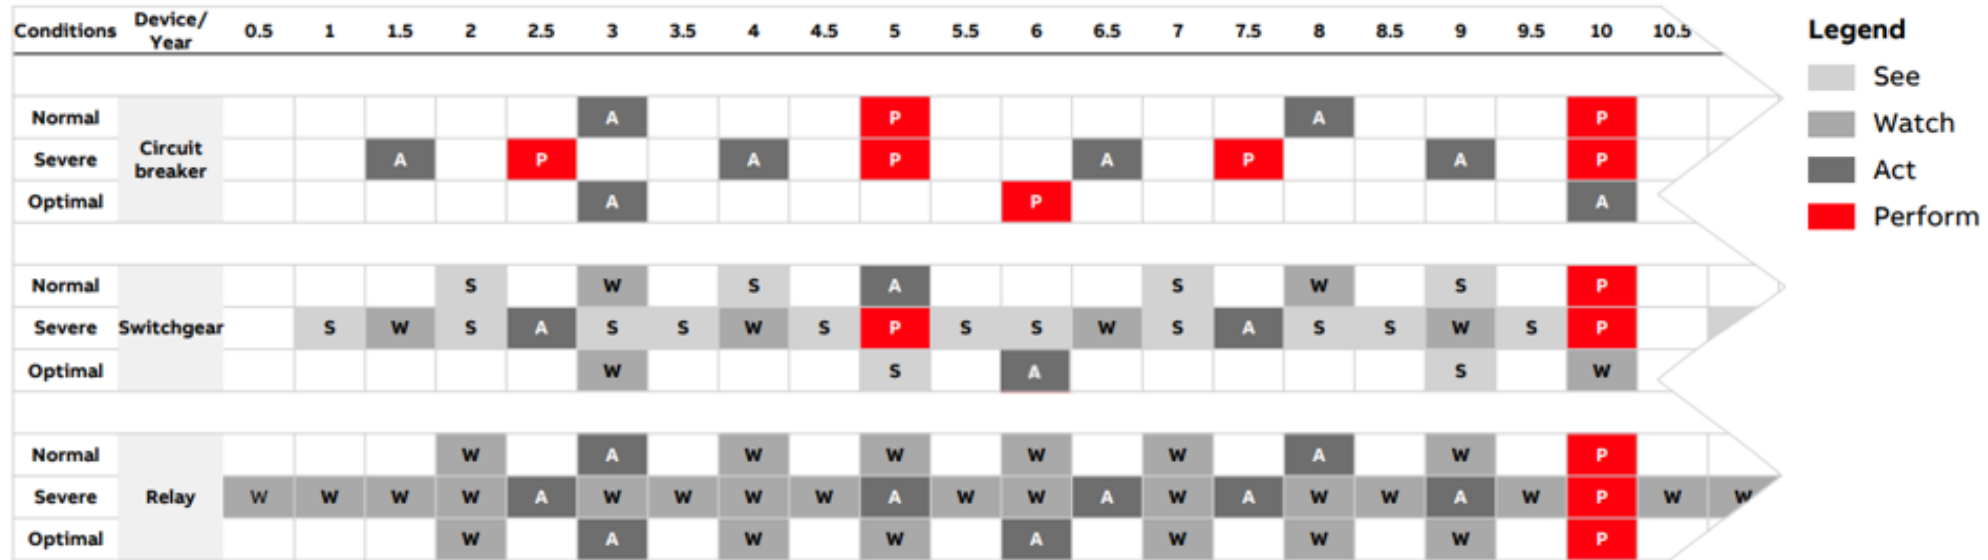 Conditions Device/ Year 0.5 1 1.5 2 2.5 3 3.5 4 4.5 5 5.5 6 6.5 7 7.5 8 8.5 9 9.5 10 10.5
Normal A P A P
Severe Circuit breaker A P A P A P A P
Optimal A P A
Normal S W S A S W S P
Severe Switchgear S W S A S S W S P S S W S A S S W S P
Optimal W S A S W
Normal W A W W W W A W P
Severe Relay W W W W A W W W W A W W A W A W W A W P W W
Optimal W A W W A W W W P
Legend
See
Watch
Act
Perform